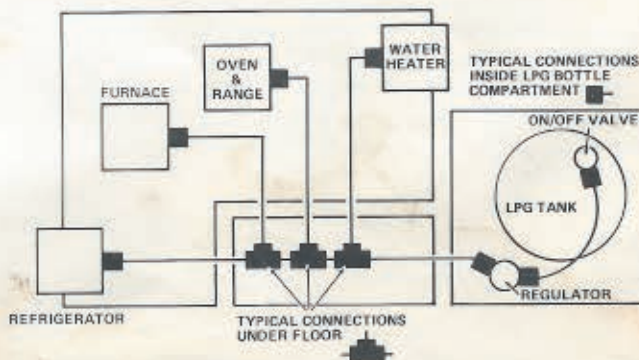 WATER
HEATER
OVEN
&
RANGE
FURNACE
TYPICAL CONNECTIONS
INSIDE LPG BOTTLE
COMPARTMENT
ON/OFF VALVE
LPG TANK
REGULATOR
REFRIGERATOR
TYPICAL CONNECTIONS
UNDER FLOOR